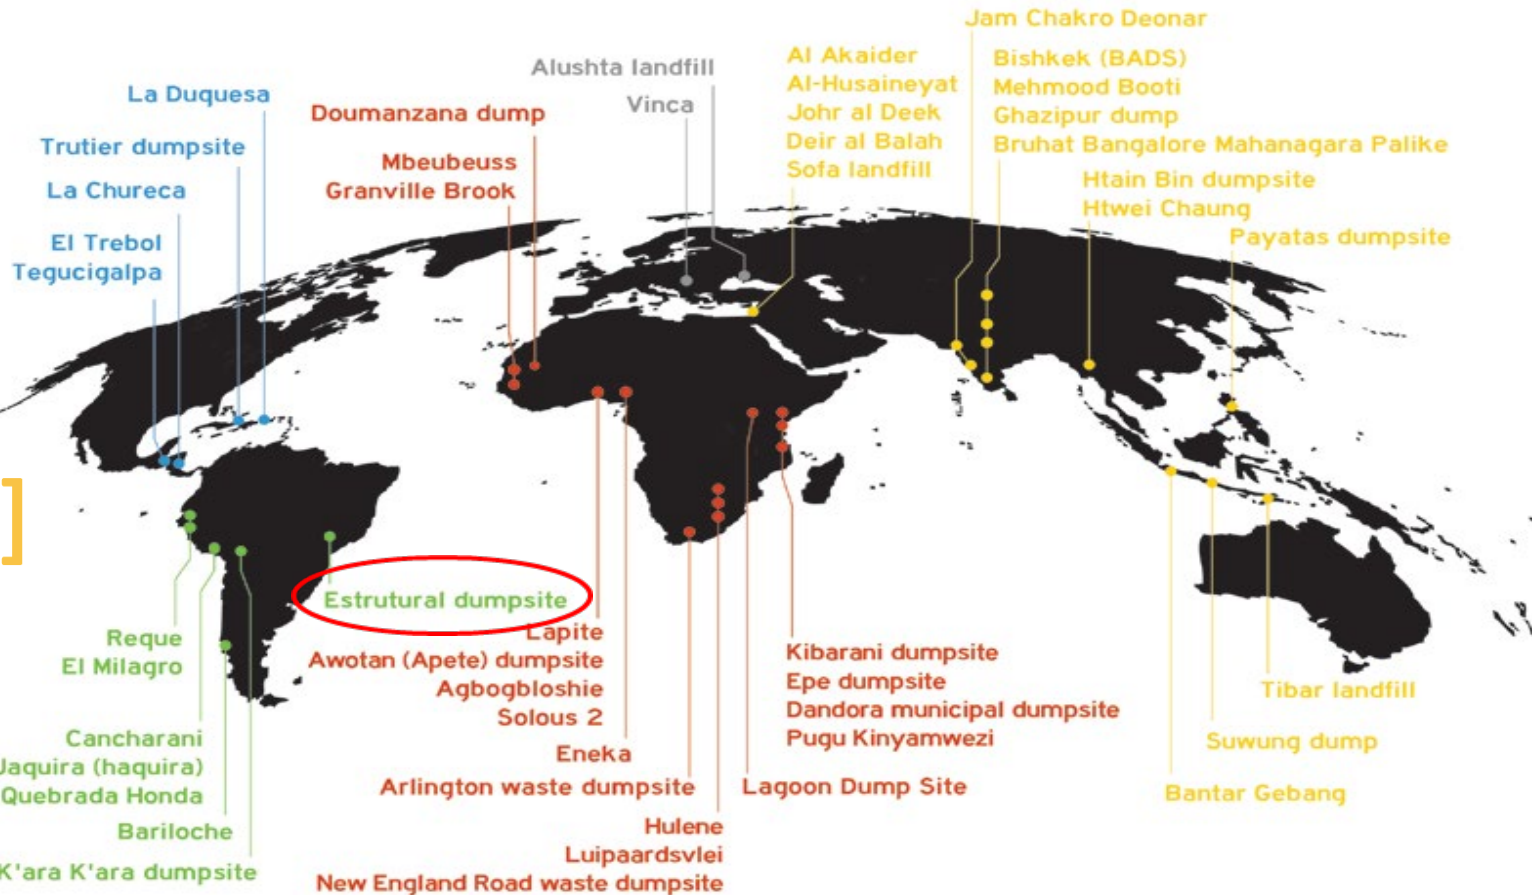 Jam Chakro Deonar
Al Akaider
Al-Husaineyat
Johr al Deek
Deir al Balah
Sofa landfill
Bishkek (BADS)
Mehmood Booti
Ghazipur dump
Bruhat Bangalore Mahanagara Palike
Alushta landfill
Vinca
La Duquesa
Doumanzana dump
Trutier dumpsite
Mbeubeuss
Granville Brook
La Chureca
Htain Bin dumpsite
Htwei Chaung
El Trebol
Tegucigalpa
Payatas dumpsite
]
Estrutural dumpsite
Reque
El Milagro
Lapite
Awotan (Apete) dumpsite
Agbogbloshie
Solous 2
Kibarani dumpsite
Epe dumpsite
Dandora municipal dumpsite
Pugu Kinyamwezi
Tibar landfill
Cancharani
Jaquira (haquira)
Quebrada Honda
Eneka
Suwung dump
Arlington waste dumpsite
Lagoon Dump Site
Bantar Gebang
Bariloche
Hulene
Luipaardsvlei
New England Road waste dumpsite
K'ara K'ara dumpsite